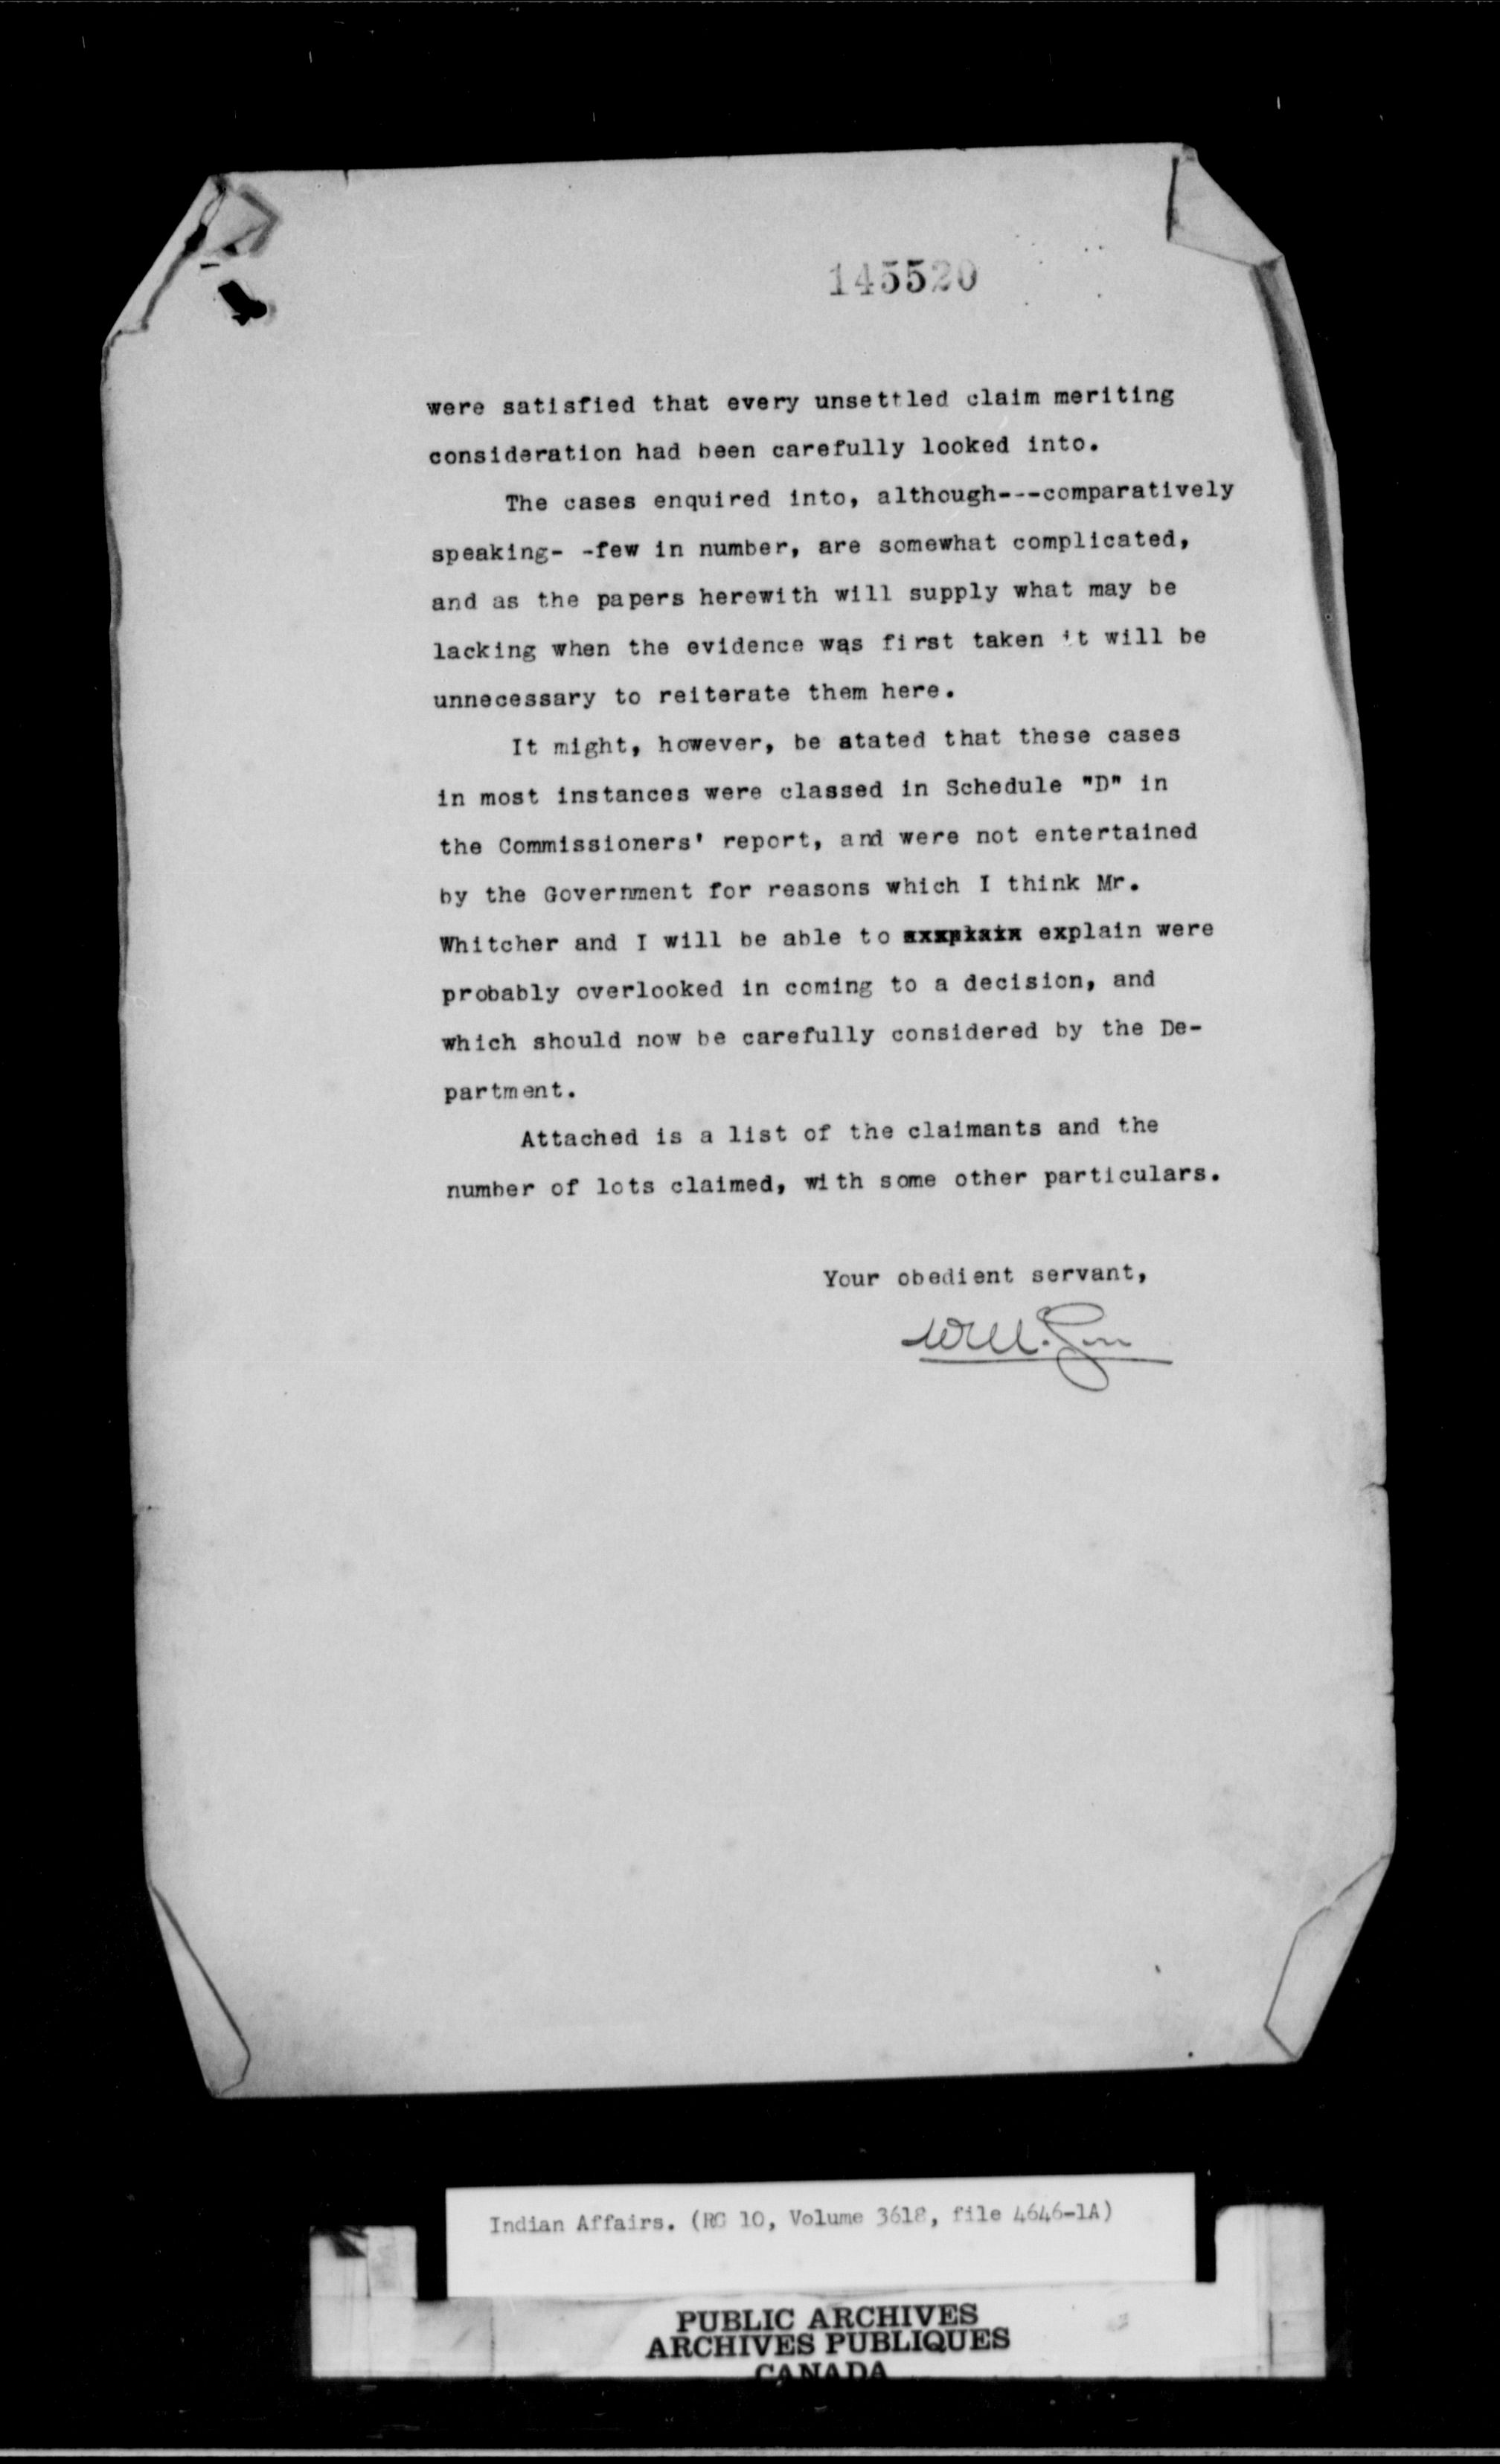 145520
were satisfied that every unsettled claim meriting
consideration had been carefully looked into.
The cases enquired into, although---comparatively
speaking- -few in number, are somewhat complicated,
and as the papers herewith will supply what may be
lacking when the evidence was first taken it will be
unnecessary to reiterate them here.
It might, however, be stated that these cases
in most instances were classed in Schedule "D" in
the Commissioners' report, and were not entertained
by the Government for reasons which I think Mr.
Whitcher and I will be able to explain were
probably overlooked in coming to a decision, and
which should now be carefully considered by the De-
partment.
Attached is a list of the claimants and the
number of lots claimed, with some other particulars.
Your obedient servant,
Indian Affairs. (RG 10, Volume 3618, file 4646-1A)
PUBLIC ARCHIVES
ARCHIVES PUBLIQUES
CANADA